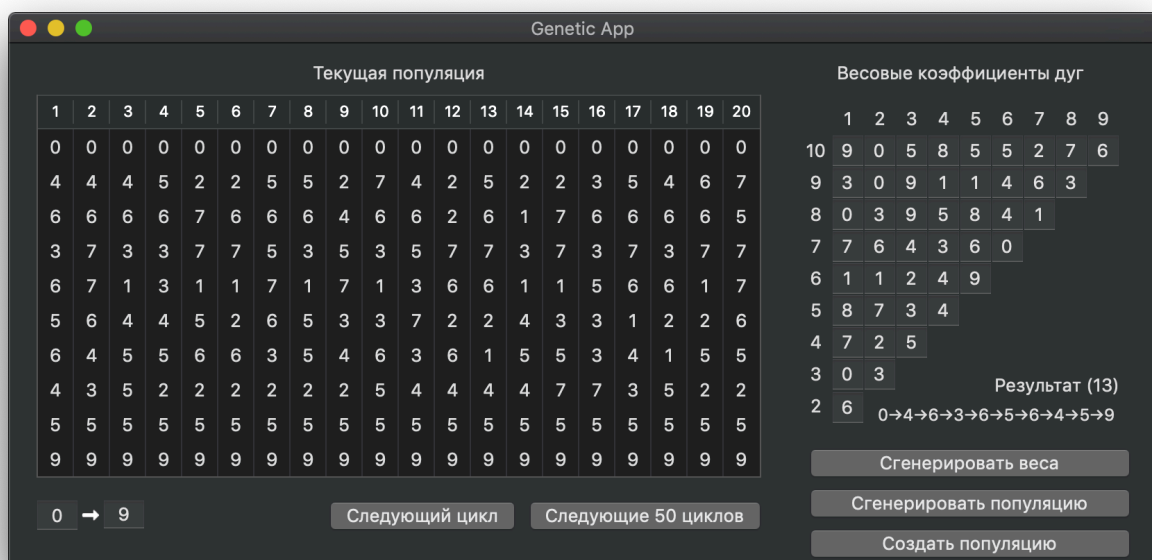 Genetic App
Текущая популяция
1 2 3 4 5 6 7 8 9 10 11 12 13 14 15 16 17 18 19 20
0 0 0 0 0 0 0 0 0 0 0 0 0 0 0 0 0 0 0 0
4 4 4 5 2 2 5 5 2 7 4 2 5 2 2 3 5 4 6 7
6 6 6 6 7 6 6 6 4 6 6 2 6 1 7 6 6 6 6 5
3 7 3 3 7 7 5 3 5 3 5 7 7 3 7 3 7 3 7 7
6 7 1 3 1 1 7 1 7 1 3 6 6 1 1 5 6 6 1 7
5 6 4 4 5 2 6 5 3 3 7 2 2 4 3 3 1 2 2 6
6 4 5 5 6 6 3 5 4 6 3 6 1 5 5 3 4 1 5 5
4 3 5 2 2 2 2 2 2 5 4 4 4 4 7 7 3 5 2 2
5 5 5 5 5 5 5 5 5 5 5 5 5 5 5 5 5 5 5 5
9 9 9 9 9 9 9 9 9 9 9 9 9 9 9 9 9 9 9 9
0 → 9
Следующий цикл
Следующие 50 циклов
Весовые коэффициенты дуг
1 2 3 4 5 6 7 8 9
10 9 0 5 8 5 5 2 7 6
9 3 0 9 1 1 4 6 3
8 0 3 9 5 8 4 1
7 7 6 4 3 6 0
6 1 1 2 4 9
5 8 7 3 4
4 7 2 5
3 0 3
2 6
Результат (13)
0→4→6→3→6→5→6→4→5→9
Сгенерировать веса
Сгенерировать популяцию
Создать популяцию